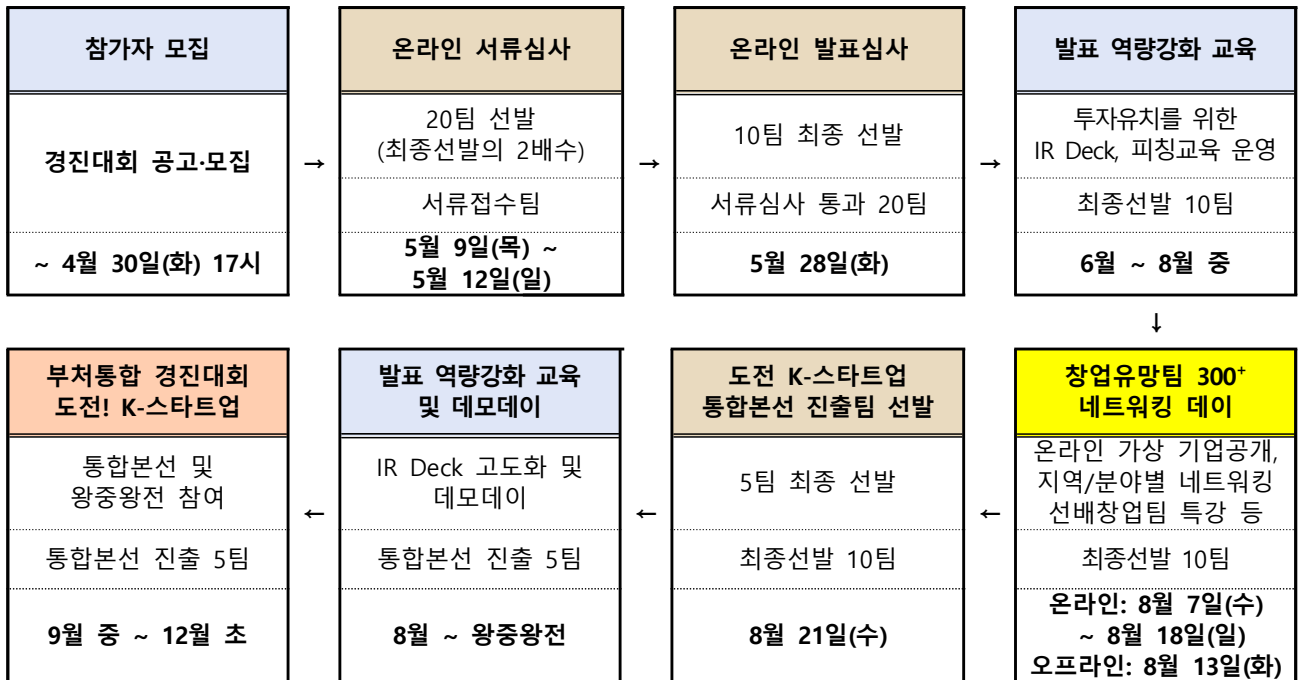 참가자 모집
경진대회 공고·모집
~ 4월 30일(화) 17시
→
온라인 서류심사
20팀 선발
(최종선발의 2배수)
서류접수팀
5월 9일(목) ~
5월 12일(일)
→
온라인 발표심사
10팀 최종 선발
서류심사 통과 20팀
5월 28일(화)
→
발표 역량강화 교육
투자유치를 위한
IR Deck, 피칭교육 운영
최종선발 10팀
6월 ~ 8월 중
↓
창업유망팀 300⁺
네트워킹 데이
온라인 가상 기업공개,
지역/분야별 네트워킹
선배창업팀 특강 등
최종선발 10팀
온라인: 8월 7일(수)
~ 8월 18일(일)
오프라인: 8월 13일(화)
←
도전 K-스타트업
통합본선 진출팀 선발
5팀 최종 선발
최종선발 10팀
8월 21일(수)
←
발표 역량강화 교육
및 데모데이
IR Deck 고도화 및
데모데이
통합본선 진출 5팀
8월 ~ 왕중왕전
←
부처통합 경진대회
도전! K-스타트업
통합본선 및
왕중왕전 참여
통합본선 진출 5팀
9월 중 ~ 12월 초